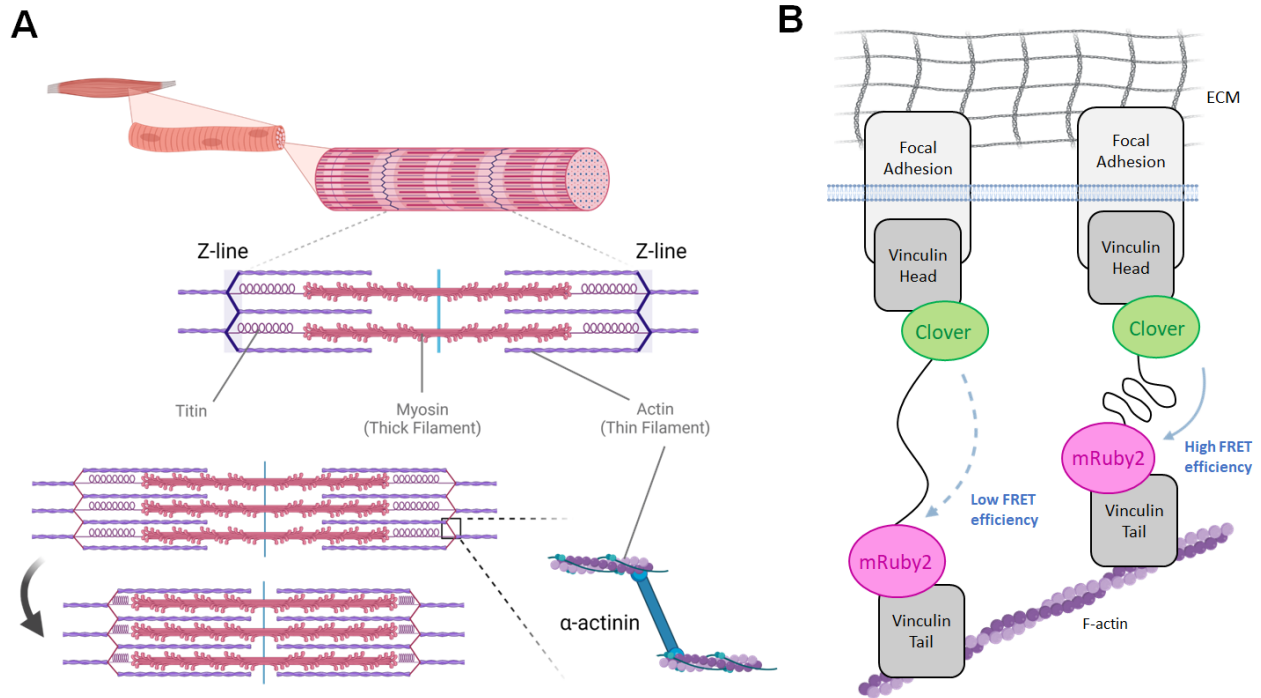 A
Z-line
Z-line
Titin
Myosin
(Thick Filament)
Actin
(Thin Filament)
α-actinin
B
ECM
Focal
Adhesion
Focal
Adhesion
Vinculin
Head
Vinculin
Head
Clover
Clover
Low FRET
efficiency
High FRET
efficiency
mRuby2
mRuby2
Vinculin
Tail
Vinculin
Tail
F-actin